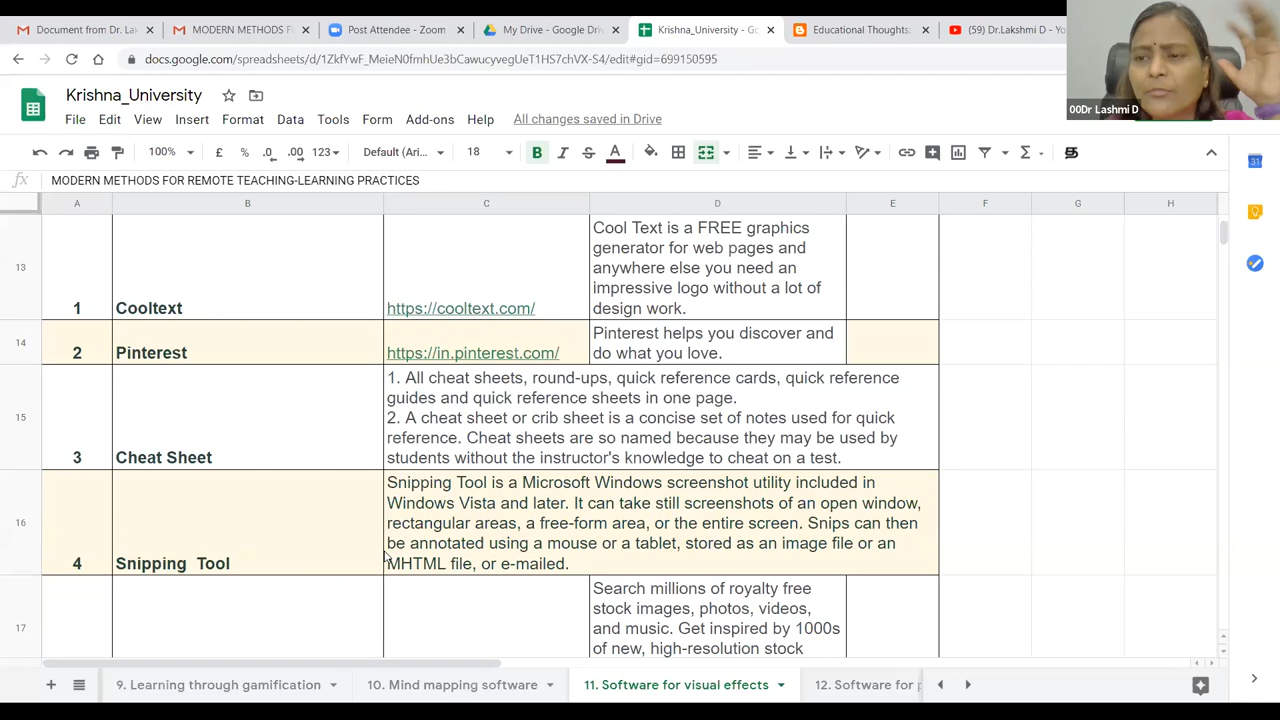 Document from Dr. Lak
MODERN METHODS F
Post Attendee - Zoom
My Drive - Google Driv
Krishna_University - Go
Educational Thoughts:
(59) Dr.Lakshmi D - Yo
docs.google.com/spreadsheets/d/1ZkfYwF_MeieN0fmhUe3bCawucyvegUeT1HS7chVX-S4/edit#gid=699150595
00Dr Lashmi D
Krishna_University
File Edit View Insert Format Data Tools Form Add-ons Help All changes saved in Drive
100% £ % .0 .00 123 Default (Ari... 18 B I S A Σ
fx MODERN METHODS FOR REMOTE TEACHING-LEARNING PRACTICES
A B C D E F G H
13
1 Cooltext https://cooltext.com/
Cool Text is a FREE graphics
generator for web pages and
anywhere else you need an
impressive logo without a lot of
design work.
14
2 Pinterest https://in.pinterest.com/
Pinterest helps you discover and
do what you love.
15
3 Cheat Sheet
1. All cheat sheets, round-ups, quick reference cards, quick reference
guides and quick reference sheets in one page.
2. A cheat sheet or crib sheet is a concise set of notes used for quick
reference. Cheat sheets are so named because they may be used by
students without the instructor's knowledge to cheat on a test.
16
4 Snipping Tool
Snipping Tool is a Microsoft Windows screenshot utility included in
Windows Vista and later. It can take still screenshots of an open window,
rectangular areas, a free-form area, or the entire screen. Snips can then
be annotated using a mouse or a tablet, stored as an image file or an
MHTML file, or e-mailed.
17
Search millions of royalty free
stock images, photos, videos,
and music. Get inspired by 1000s
of new, high-resolution stock
9. Learning through gamification
10. Mind mapping software
11. Software for visual effects
12. Software for p
31